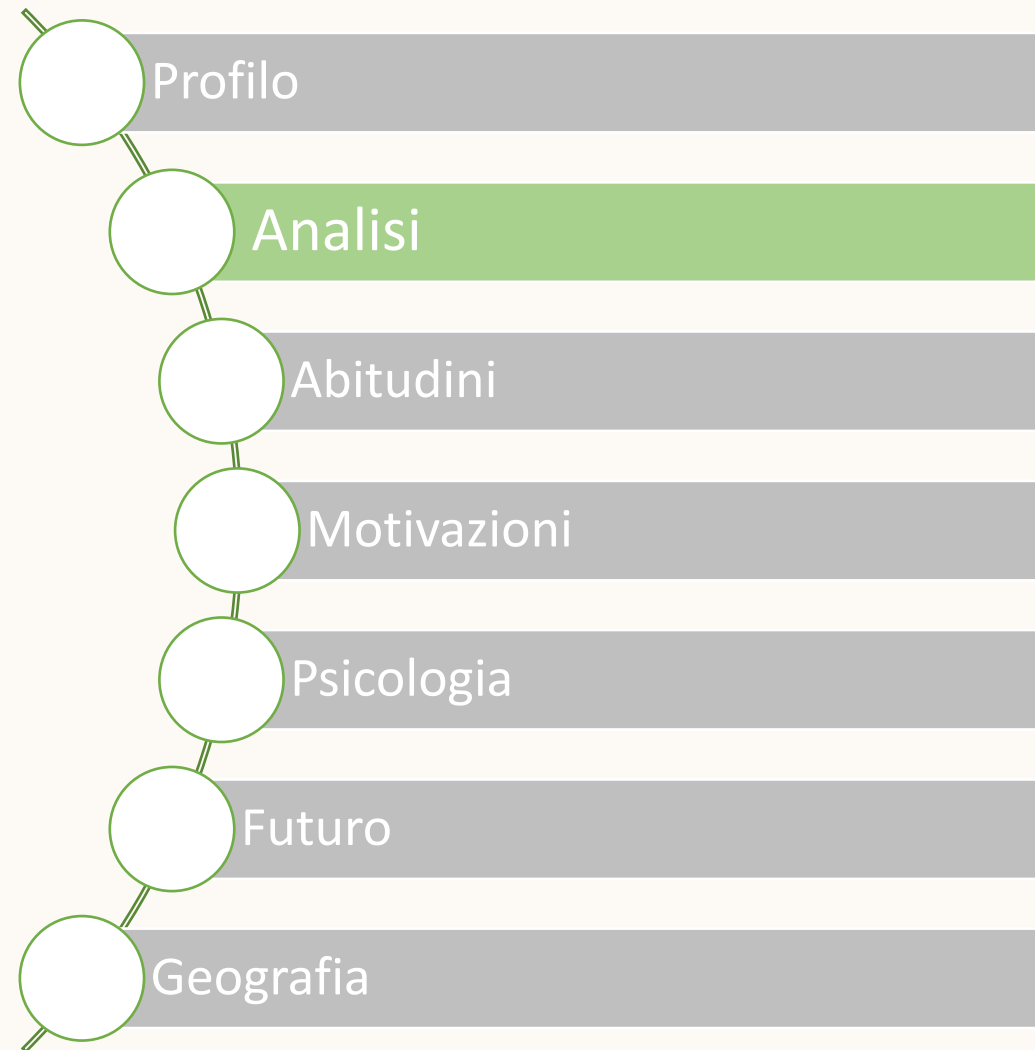 Profilo
Analisi
Abitudini
Motivazioni
Psicologia
Futuro
Geografia